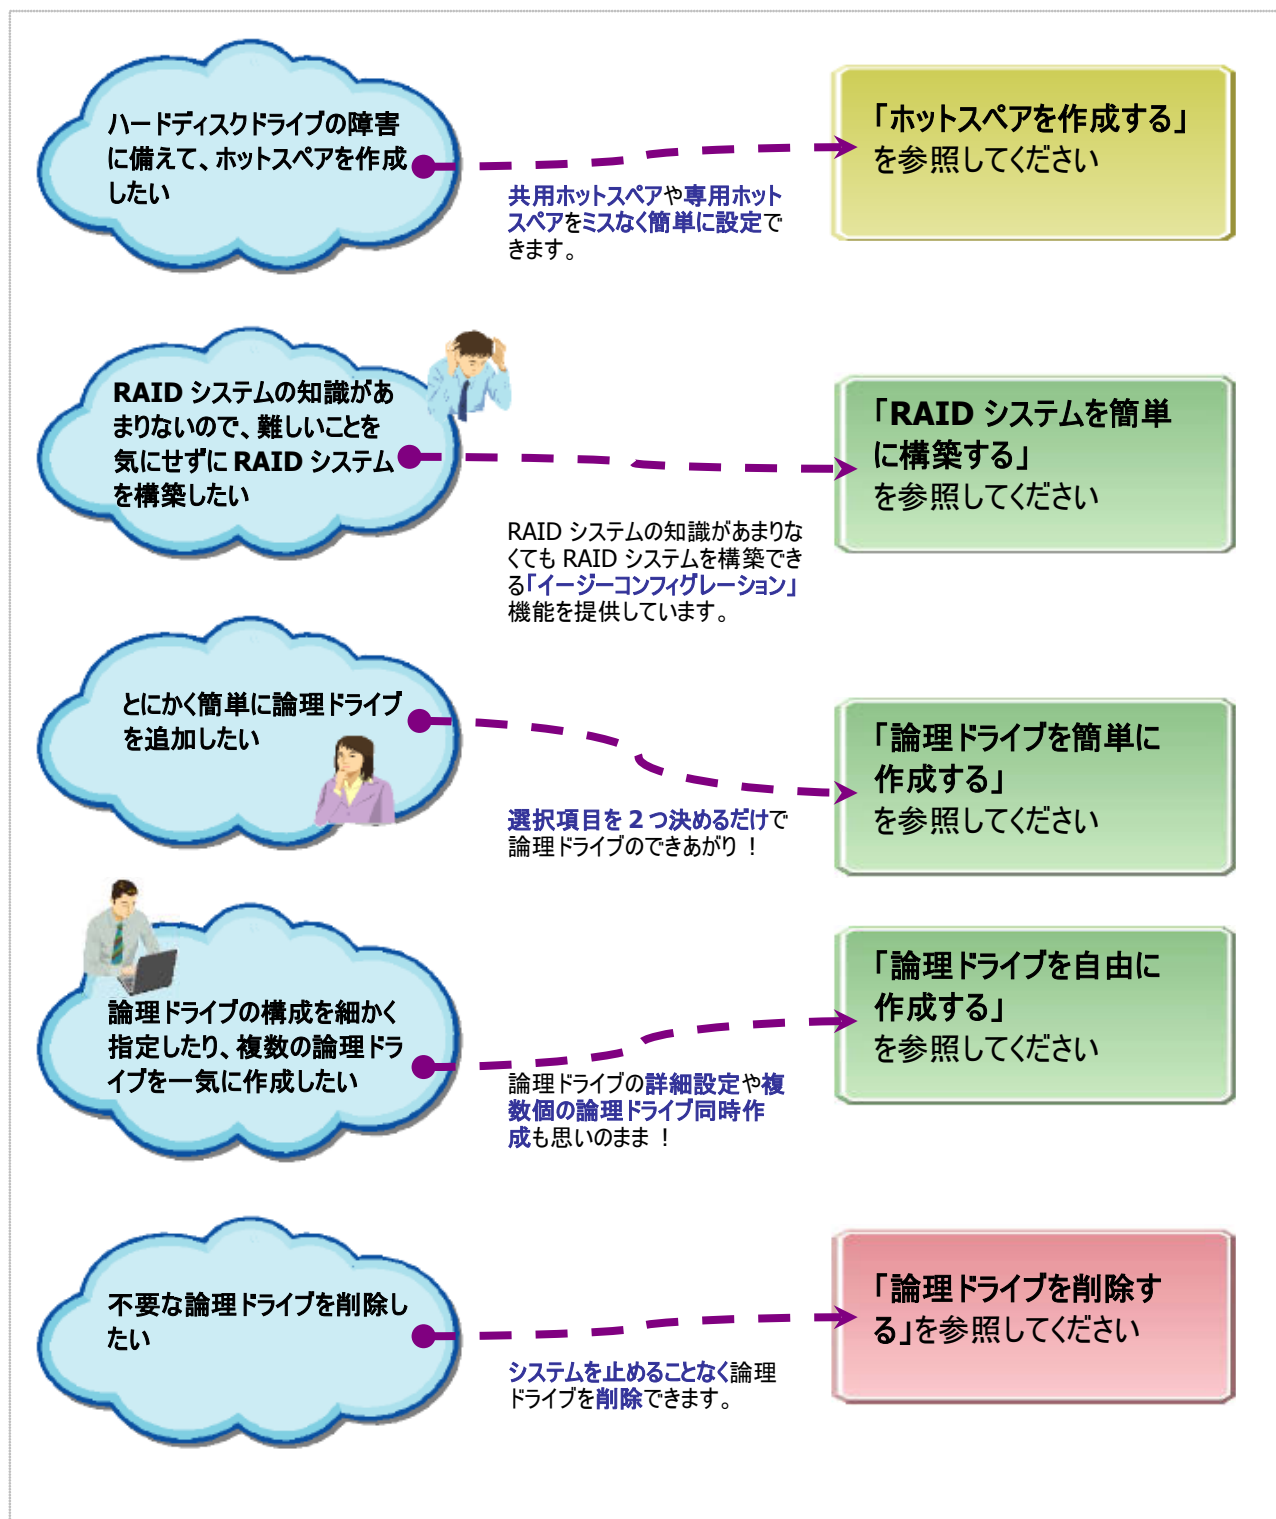 ハードディスクドライブの障害
に備えて、ホットスペアを作成
したい
共用ホットスペアや専用ホット
スペアをミスなく簡単に設定で
きます。
「ホットスペアを作成する」
を参照してください
RAID システムの知識があ
まりないので、難しいことを
気にせずに RAID システム
を構築したい
RAID システムの知識があまりな
くても RAID システムを構築でき
る「イージーコンフィグレーション」
機能を提供しています。
「RAID システムを簡単
に構築する」
を参照してください
とにかく簡単に論理ドライブ
を追加したい
選択項目を 2 つ決めるだけで
論理ドライブのできあがり！
「論理ドライブを簡単に
作成する」
を参照してください
論理ドライブの構成を細かく
指定したり、複数の論理ドラ
イブを一気に作成したい
論理ドライブの詳細設定や複
数個の論理ドライブ同時作
成も思いのまま！
「論理ドライブを自由に
作成する」
を参照してください
不要な論理ドライブを削除し
たい
システムを止めることなく論理
ドライブを削除できます。
「論理ドライブを削除す
る」を参照してください